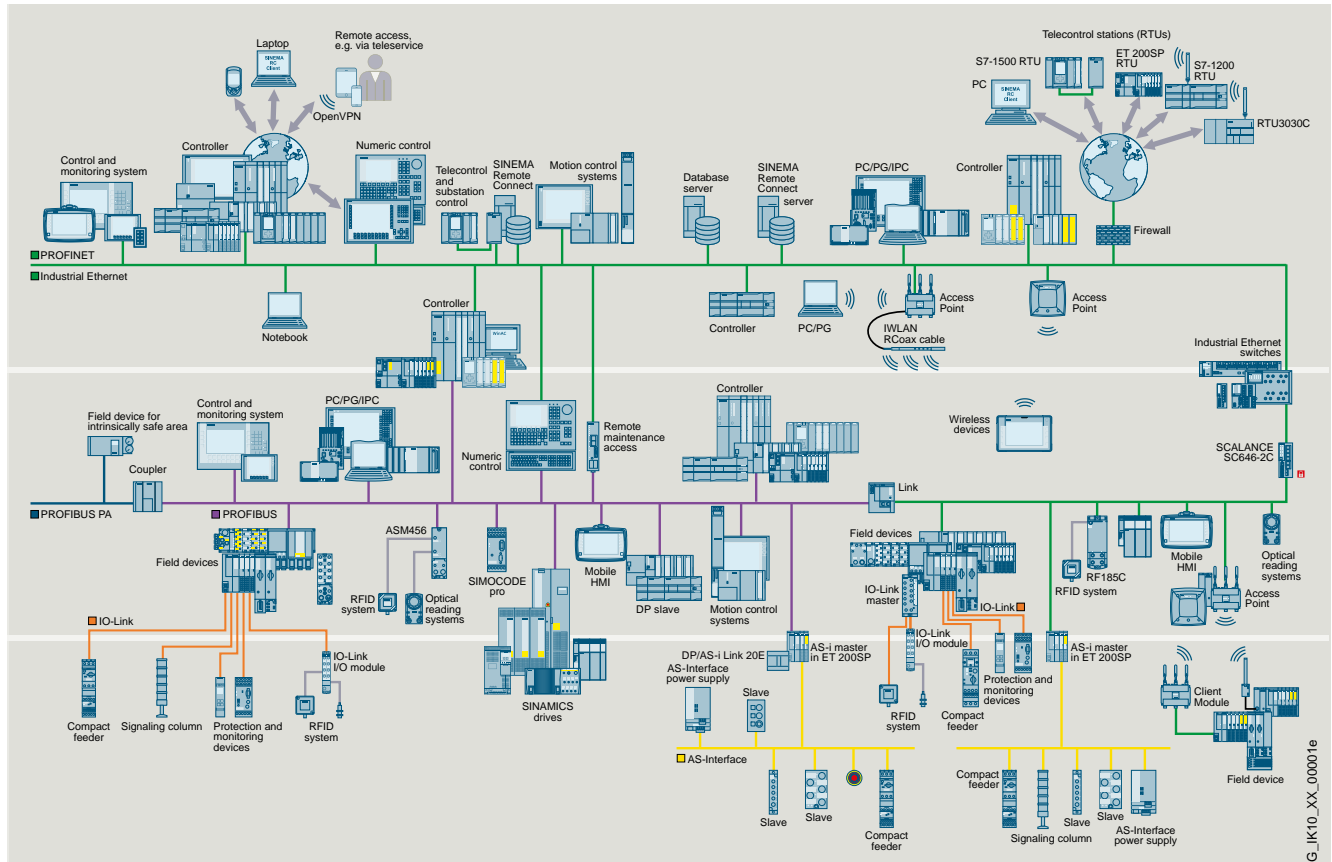 Laptop
SINEMA
RC
Client
Remote access,
e.g. via teleservice
OpenVPN
Telecontrol stations (RTUs)
S7-1500 RTU
ET 200SP
RTU
S7-1200
RTU
PC
SINEMA
RC
Client
RTU3030C
Control and
monitoring system
Controller
Numeric control
Telecontrol
and
substation
control
SINEMA
Remote
Connect
Motion control
systems
Database
server
SINEMA
Remote
Connect
server
PC/PG/IPC
Controller
Firewall
PROFINET
Industrial Ethernet
Notebook
Controller
WinAC
Controller
PC/PG
Access
Point
IWLAN
RCoax cable
Access
Point
Industrial Ethernet
switches
Field device for
intrinsically safe area
Control and
monitoring system
PC/PG/IPC
Numeric
control
Remote
maintenance
access
Controller
Wireless
devices
SCALANCE
SC646-2C
Coupler
Link
PROFIBUS PA
PROFIBUS
Field devices
ASM456
RFID
system
Optical
reading
systems
SIMOCODE
pro
Mobile
HMI
DP slave
Motion control
systems
Field devices
IO-Link
master
RF185C
RFID system
Mobile
HMI
Optical
reading
systems
Access
Point
IO-Link
IO-Link
IO-Link
I/O module
Compact
feeder
Signaling column
Protection and
monitoring
devices
RFID
system
SINAMICS
drives
DP/AS-i Link 20E
AS-i master
in ET 200SP
AS-Interface
power supply
Slave
IO-Link
I/O module
RFID
system
Protection and
monitoring
devices
Compact
feeder
AS-i master
in ET 200SP
Client
Module
Field device
AS-Interface
Slave
Slave
Compact
feeder
Compact
feeder
Signaling column
Slave
Slave
AS-Interface
power supply
G_IK10_XX_00001e